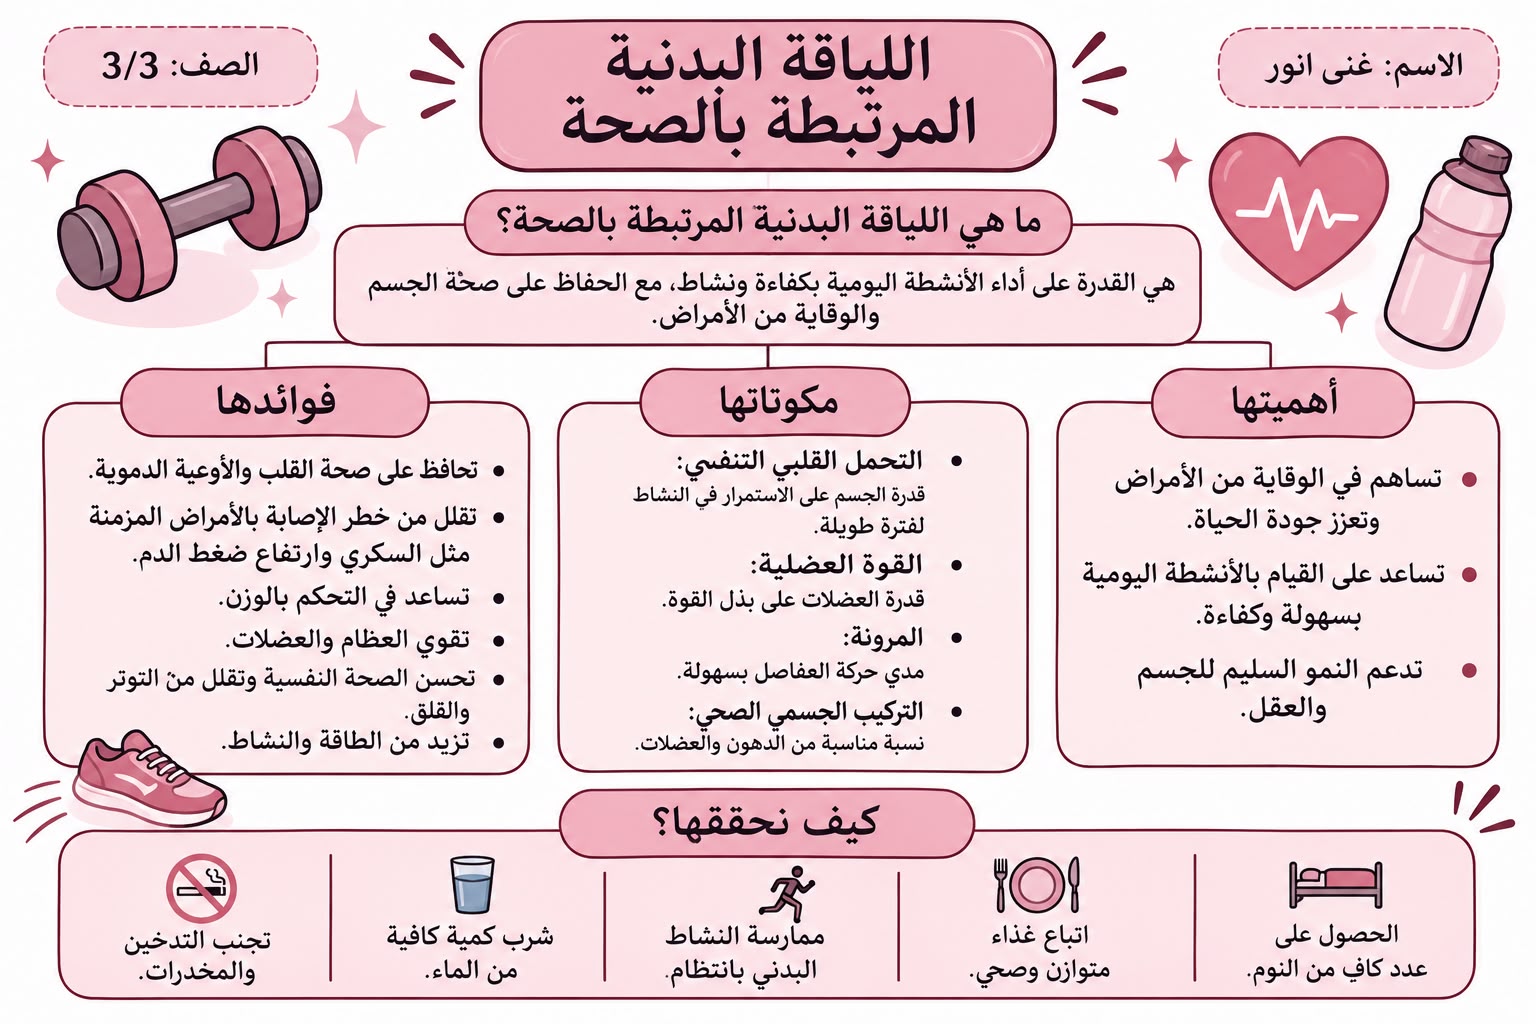 الاسم: غنى انور
اللياقة البدنية
المرتبطة بالصحة
الصف: 3/3
ما هي اللياقة البدنية المرتبطة بالصحة؟
هي القدرة على أداء الأنشطة اليومية بكفاءة ونشاط، مع الحفاظ على صحة الجسم
والوقاية من الأمراض.
أهميتها
• تساهم في الوقاية من الأمراض
وتعزز جودة الحياة.
• تساعد على القيام بالأنشطة اليومية
بسهولة وكفاءة.
• تدعم النمو السليم للجسم
والعقل.
مكوتاتها
• التحمل القلبي التنفسي:
قدرة الجسم على الاستمرار في النشاط
لفترة طويلة.
• القوة العضلية:
قدرة العضلات على بذل القوة.
• المرونة:
مدي حركة العفاصل بسهولة.
• التركيب الجسمي الصحي:
نسبة مناسبة من الدهون والعضلات.
فوائدها
• تحافظ على صحة القلب والأوعية الدموية.
• تقلل من خطر الإصابة بالأمراض المزمنة
مثل السكري وارتفاع ضغط الدم.
• تساعد في التحكم بالوزن.
• تقوي العظام والعضلات.
• تحسن الصحة النفسية وتقلل من التوتر
والقلق.
• تزيد من الطاقة والنشاط.
كيف نحققها؟
الحصول على
عدد كافٍ من النوم.
اتباع غذاء
متوازن وصحي.
ممارسة النشاط
البدني بانتظام.
شرب كمية كافية
من الماء.
تجنب التدخين
والمخدرات.